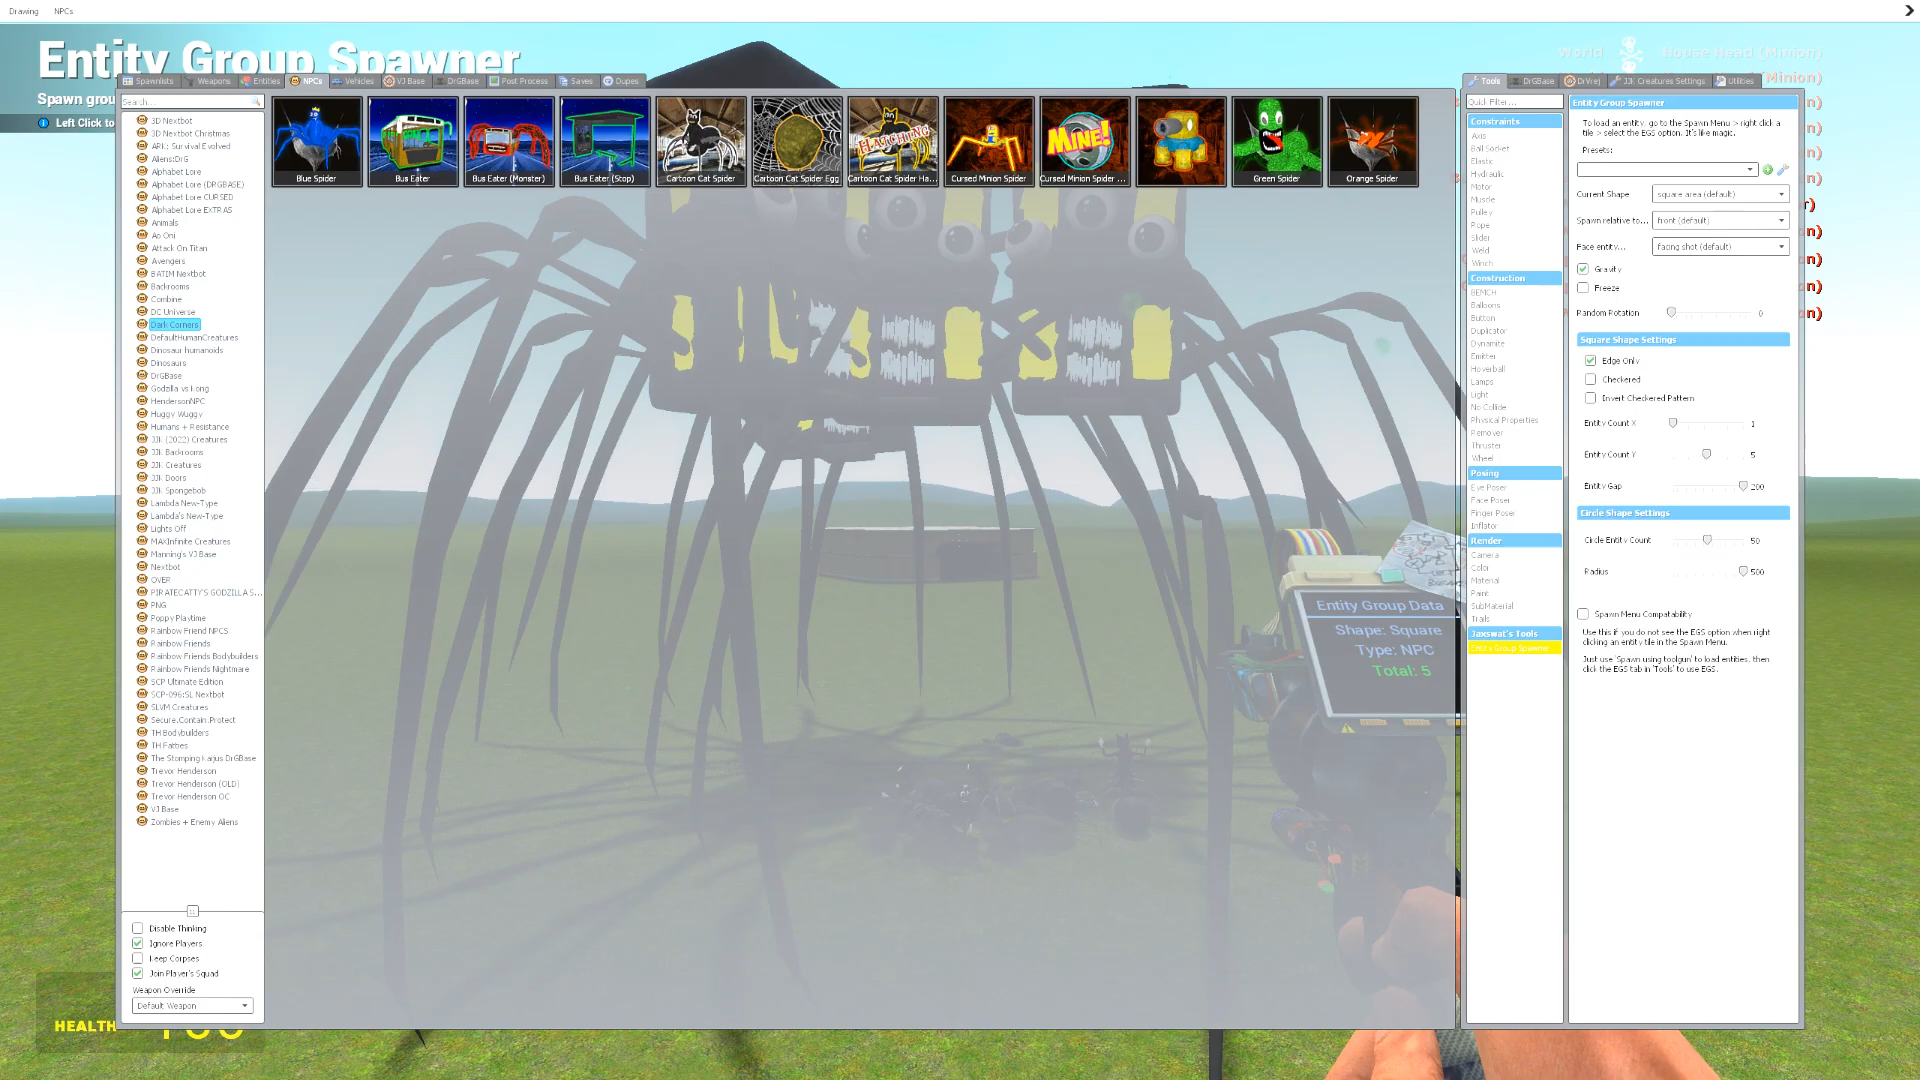 Drawing NPCs
Entity Group Spawner
Spawn grou
Left Click to
World House Head (Minion)
Minion)
Spawnlists Weapons Entities NPCs Vehicles VJ Base DrGBase Post Process Saves Dupes
Search...
3D Nextbot
3D Nextbot Christmas
ARK: Survival Evolved
Aliens:DrG
Alphabet Lore
Alphabet Lore (DRGBASE)
Alphabet Lore CURSED
Alphabet Lore EXTRAS
Animals
Ao Oni
Attack On Titan
Avengers
BATIM Nextbot
Backrooms
Combine
DC Universe
Dark Corners
DefaultHumanCreatures
Dinosaur humanoids
Dinosaurs
DrGBase
Godzilla vs Kong
HendersonNPC
Huggy Wuggy
Humans + Resistance
JJK (2022) Creatures
JJK Backrooms
JJK Creatures
JJK Doors
JJK Spongebob
Lambda New-Type
Lambda's New-Type
Lights Off
MAXInfinite Creatures
Manning's VJ Base
Nextbot
OVER
PIRATECATTY'S GODZILLA S...
PNG
Poppy Playtime
Rainbow Friend NPCS
Rainbow Friends
Rainbow Friends Bodybuilders
Rainbow Friends Nightmare
SCP Ultimate Edition
SCP-096:SL Nextbot
SLVM Creatures
Secure.Contain.Protect
TH Bodybuilders
TH Fatties
The Stomping Kaijus DrGBase
Trevor Henderson
Trevor Henderson (OLD)
Trevor Henderson OC
VJ Base
Zombies + Enemy Aliens
Disable Thinking
Ignore Players
Keep Corpses
Join Player's Squad
Weapon Override
Default Weapon
HEALTH 100
Blue Spider
Bus Eater
Bus Eater (Monster)
Bus Eater (Stop)
Cartoon Cat Spider
Cartoon Cat Spider Egg
HATCHING
Cartoon Cat Spider Ha...
Cursed Minion Spider
MINE!
Cursed Minion Spider ...
Green Spider
Orange Spider
Entity Group Data
Shape: Square
Type: NPC
Total: 5
Tools DrGBase DrVrej JJK Creatures Settings Utilities
Quick Filter...
Constraints
Axis
Ball Socket
Elastic
Hydraulic
Motor
Muscle
Pulley
Rope
Slider
Weld
Winch
Construction
BEMCH
Balloons
Button
Duplicator
Dynamite
Emitter
Hoverball
Lamps
Light
No Collide
Physical Properties
Remover
Thruster
Wheel
Posing
Eye Poser
Face Poser
Finger Poser
Inflator
Render
Camera
Color
Material
Paint
SubMaterial
Trails
Jaxswat's Tools
Entity Group Spawner
Entity Group Spawner
To load an entity, go to the Spawn Menu > right click a
tile > select the EGS option. It's like magic.
Presets:
Current Shape square area (default)
Spawn relative to... front (default)
Face entity... facing shot (default)
Gravity
Freeze
Random Rotation 0
Square Shape Settings
Edge Only
Checkered
Invert Checkered Pattern
Entity Count X 1
Entity Count Y 5
Entity Gap 200
Circle Shape Settings
Circle Entity Count 50
Radius 500
Spawn Menu Compatability
Use this if you do not see the EGS option when right
clicking an entity tile in the Spawn Menu.
Just use 'Spawn using toolgun' to load entities, then
click the EGS tab in 'Tools' to use EGS.